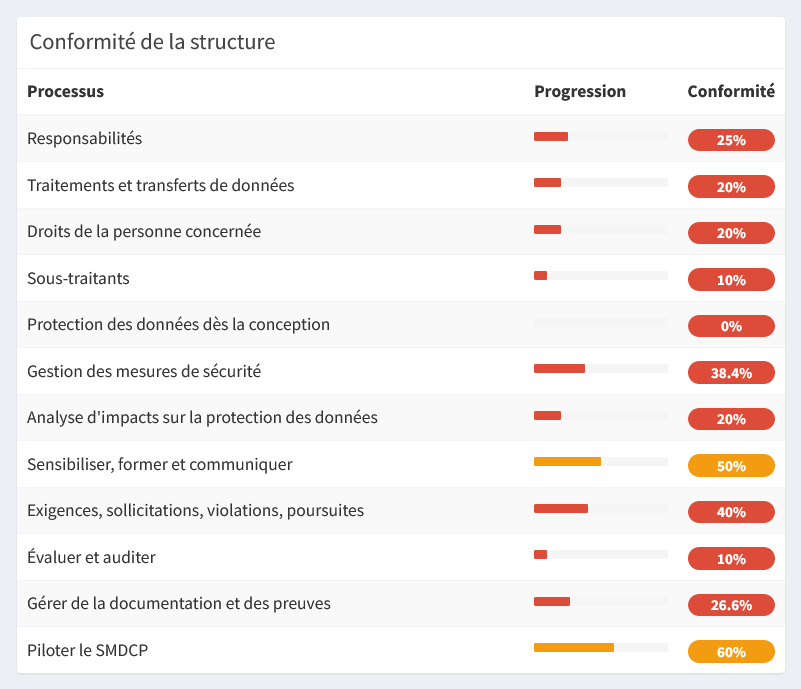 Conformité de la structure
Processus Progression Conformité
Responsabilités 25%
Traitements et transferts de données 20%
Droits de la personne concernée 20%
Sous-traitants 10%
Protection des données dès la conception 0%
Gestion des mesures de sécurité 38.4%
Analyse d'impacts sur la protection des données 20%
Sensibiliser, former et communiquer 50%
Exigences, sollicitations, violations, poursuites 40%
Évaluer et auditer 10%
Gérer de la documentation et des preuves 26.6%
Piloter le SMDCP 60%